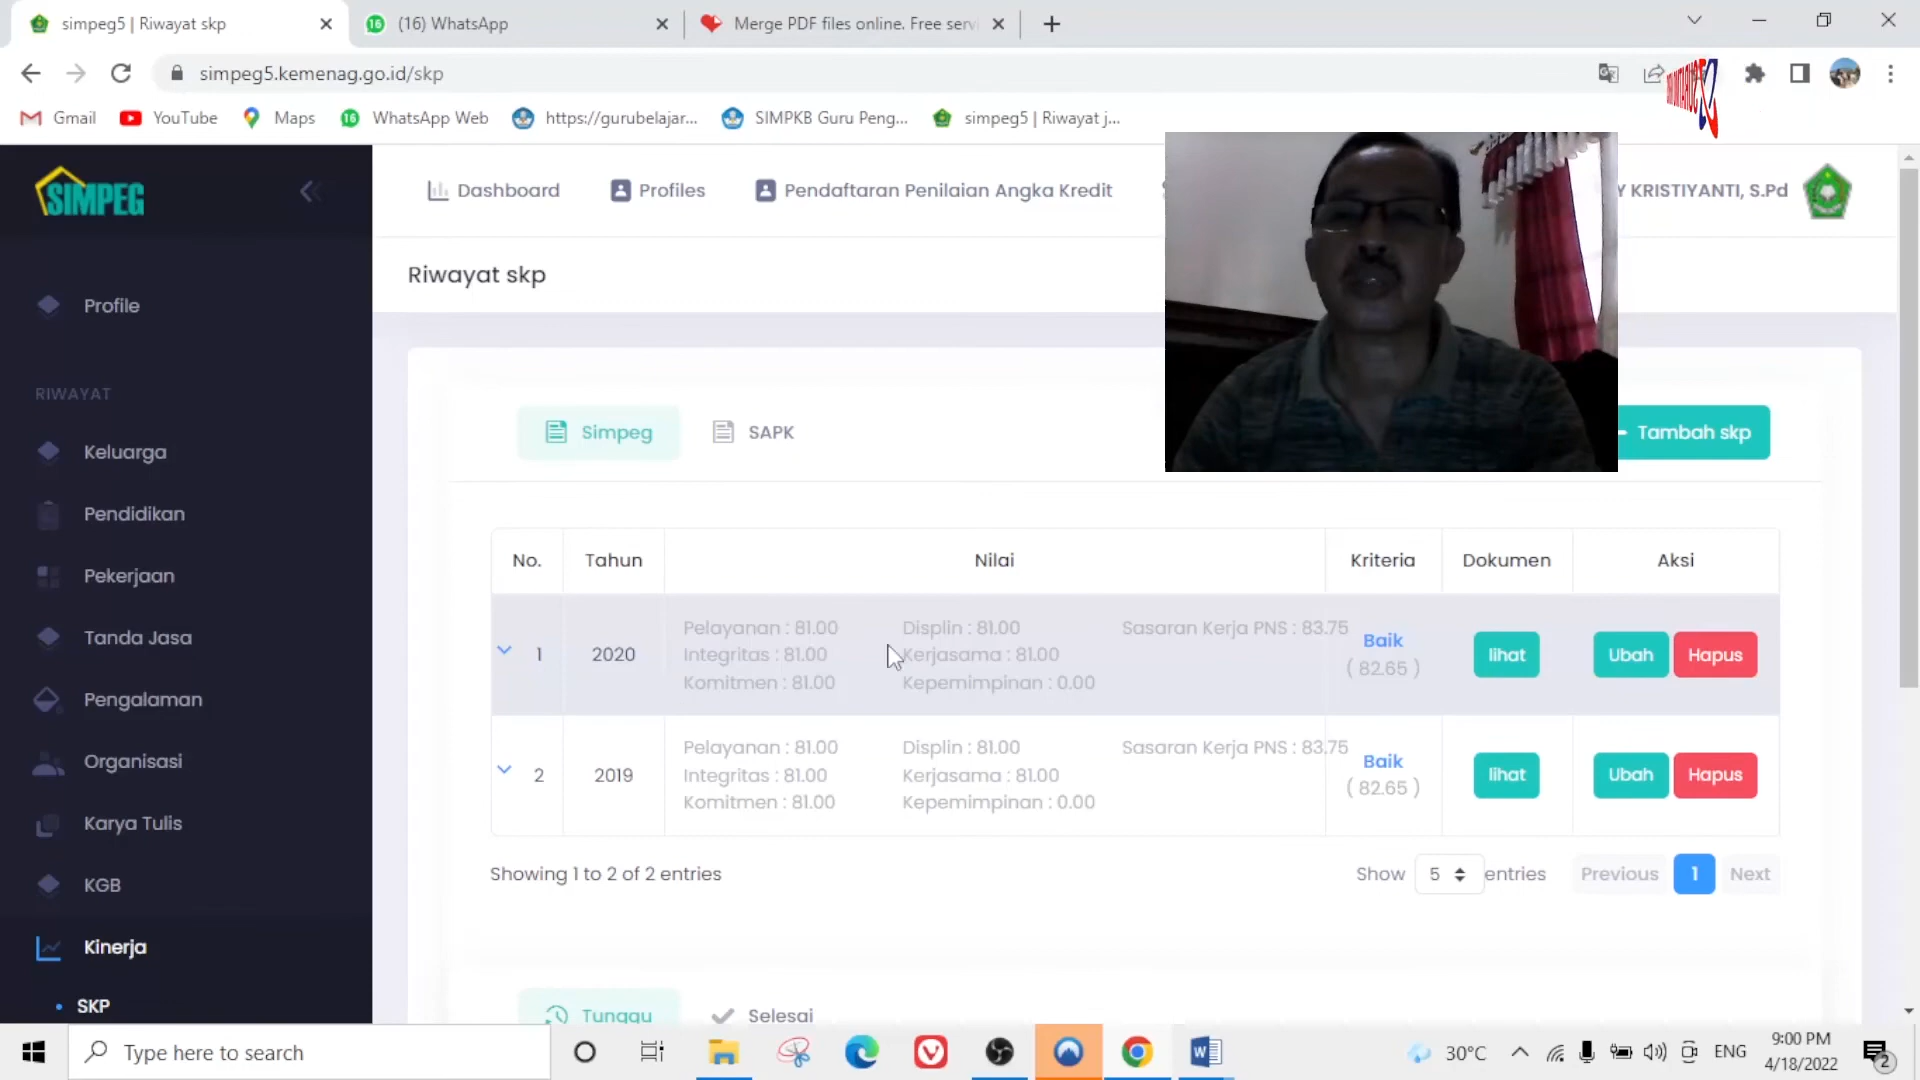 simpeg5 | Riwayat skp
(16) WhatsApp
Merge PDF files online. Free serv
simpeg5.kemenag.go.id/skp
Gmail
YouTube
Maps
WhatsApp Web
https://gurubelajar...
SIMPKB Guru Peng...
simpeg5 | Riwayat j...
SIMPEG
Dashboard
Profiles
Pendaftaran Penilaian Angka Kredit
Y KRISTIYANTI, S.Pd
Riwayat skp
Profile
RIWAYAT
Keluarga
Pendidikan
Pekerjaan
Tanda Jasa
Pengalaman
Organisasi
Karya Tulis
KGB
Kinerja
SKP
Simpeg
SAPK
Tambah skp
No. Tahun Nilai Kriteria Dokumen Aksi
1 2020
Pelayanan : 81.00 Displin : 81.00 Sasaran Kerja PNS : 83.75
Integritas : 81.00 Kerjasama : 81.00
Komitmen : 81.00 Kepemimpinan : 0.00
Baik
( 82.65 )
lihat Ubah Hapus
2 2019
Pelayanan : 81.00 Displin : 81.00 Sasaran Kerja PNS : 83.75
Integritas : 81.00 Kerjasama : 81.00
Komitmen : 81.00 Kepemimpinan : 0.00
Baik
( 82.65 )
lihat Ubah Hapus
Showing 1 to 2 of 2 entries
Show 5 entries
Previous 1 Next
Tunggu
Selesai
Type here to search
30°C
ENG
9:00 PM
4/18/2022
2